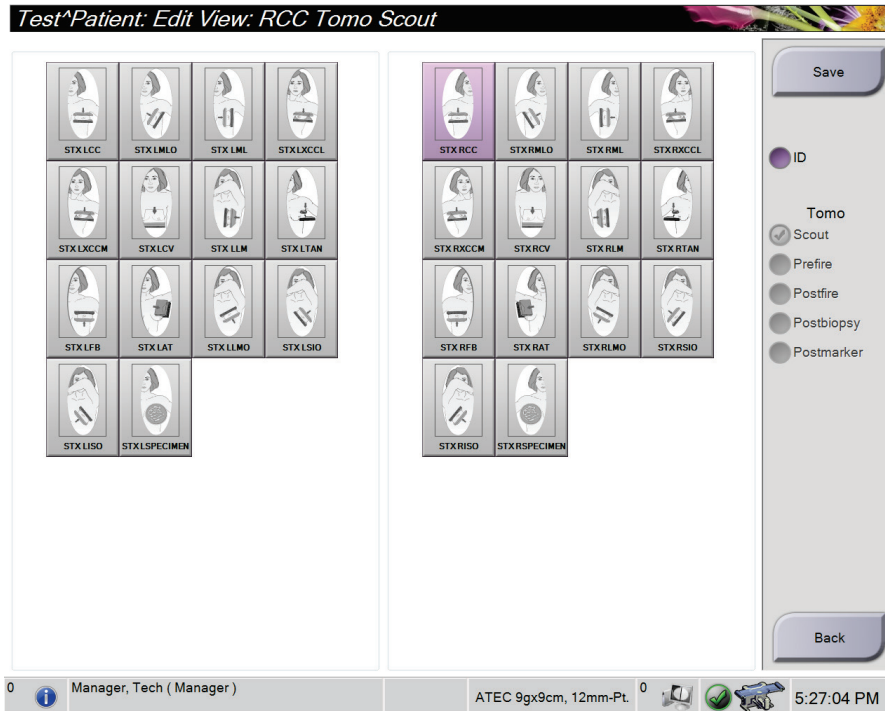 Test^Patient: Edit View: RCC Tomo Scout
STX LCC STX LMLO STX LML STX LXCCL
STX LXCCM STX LCV STX LLM STX LTAN
STX LFB STX LAT STX LLMO STX LSIO
STX LISO STX LSPECIMEN
STX RCC STX RMLO STX RML STX RXCCL
STX RXCCM STX RCV STX RLM STX RTAN
STX RFB STX RAT STX RLMO STX RSIO
STX RISO STX RSPECIMEN
Save
ID
Tomo
Scout
Prefire
Postfire
Postbiopsy
Postmarker
Back
0 Manager, Tech ( Manager ) ATEC 9gx9cm, 12mm-Pt. 0 5:27:04 PM